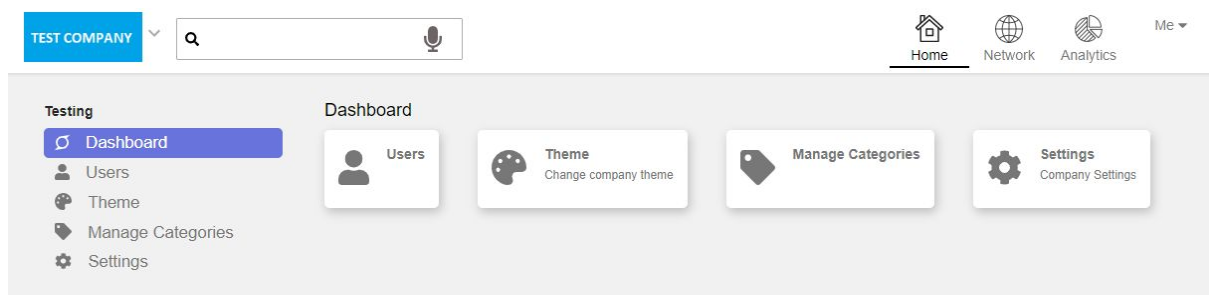 TEST COMPANY
Home
Network
Analytics
Me
Testing
Dashboard
Users
Theme
Manage Categories
Settings
Dashboard
Users
Theme
Change company theme
Manage Categories
Settings
Company Settings